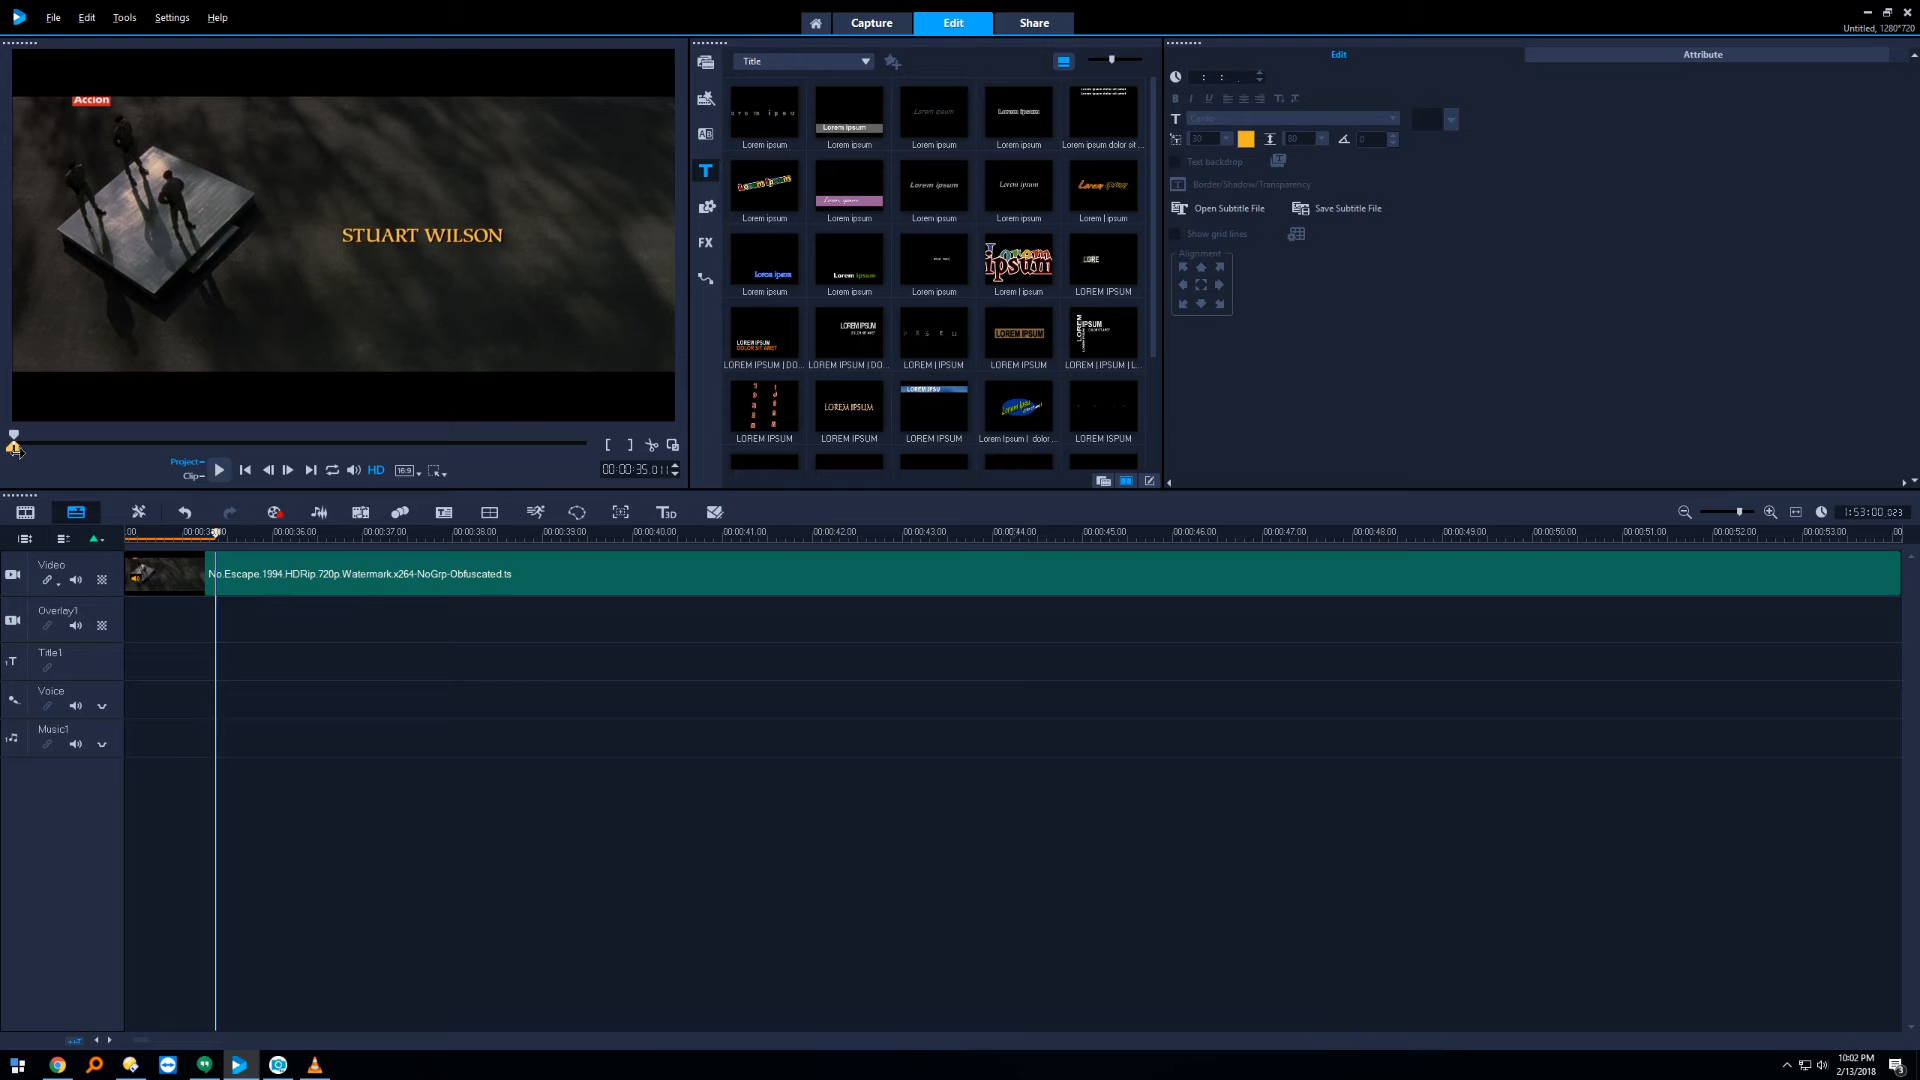 File Edit Tools Settings Help
Capture Edit Share
Untitled, 1280*720
Accion
STUART WILSON
Project
Clip
HD
16:9
00:00:35.011
Title
AB
T
FX
Lorem ipsum Lorem ipsum Lorem ipsum Lorem ipsum Lorem ipsum dolor sit ...
Lorem ipsum Lorem ipsum Lorem ipsum Lorem ipsum Lorem | ipsum
Lorem ipsum Lorem ipsum Lorem ipsum Lorem | ipsum LOREM IPSUM
LOREM IPSUM | DO... LOREM IPSUM | DO... LOREM | IPSUM LOREM IPSUM LOREM | IPSUM | L...
LOREM IPSUM LOREM IPSUM LOREM IPSUM Lorem Ipsum | dolor ... LOREM ISPUM
Edit Attribute
B I U
Cardo
30 80 0
Text backdrop
Border/Shadow/Transparency
Open Subtitle File Save Subtitle File
Show grid lines
Alignment
T3D
1:53:00.023
00:00:36.00 00:00:37.00 00:00:38.00 00:00:39.00 00:00:40.00 00:00:41.00 00:00:42.00 00:00:43.00 00:00:44.00 00:00:45.00 00:00:46.00 00:00:47.00 00:00:48.00 00:00:49.00 00:00:50.00 00:00:51.00 00:00:52.00 00:00:53.00
Video
No.Escape.1994.HDRip.720p.Watermark.x264-NoGrp-Obfuscated.ts
Overlay1
Title1
Voice
Music1
10:02 PM
2/13/2018